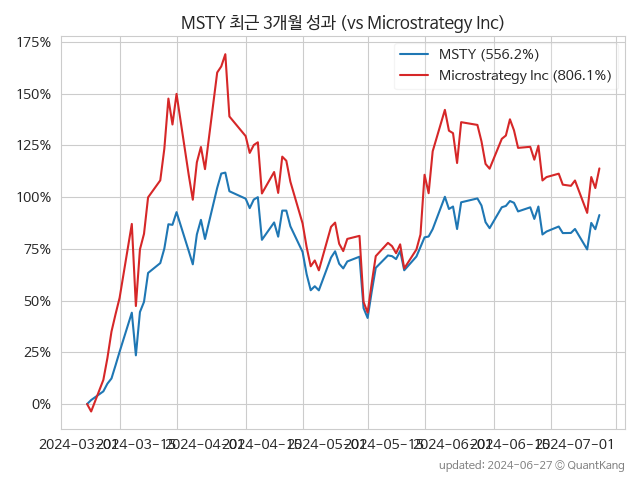 MSTY 최근 3개월 성과 (vs Microstrategy Inc)
MSTY (556.2%)
Microstrategy Inc (806.1%)
175%
150%
125%
100%
75%
50%
25%
0%
2024-03-01 2024-03-15 2024-04-01 2024-04-15 2024-05-01 2024-05-15 2024-06-01 2024-06-15 2024-07-01
updated: 2024-06-27 © QuantKang